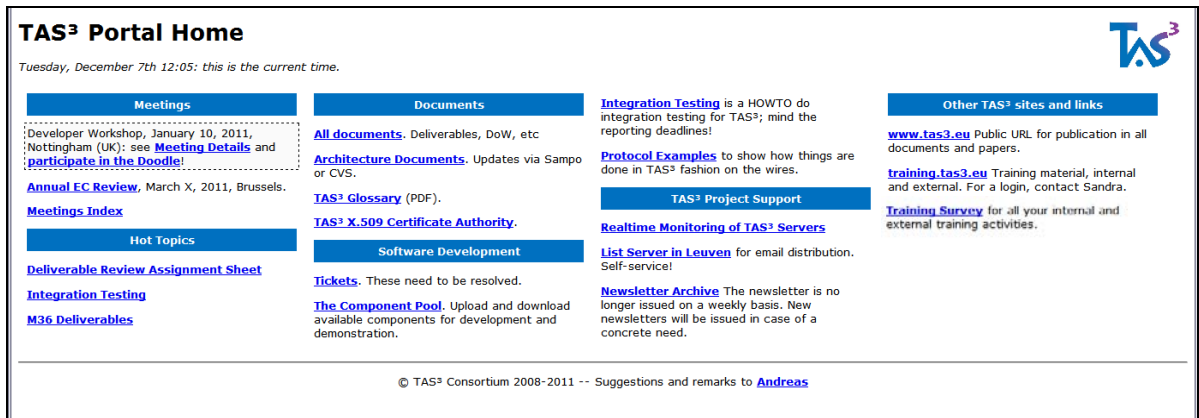 TAS³ Portal Home
TAS³
Tuesday, December 7th 12:05: this is the current time.
Meetings
Developer Workshop, January 10, 2011,
Nottingham (UK): see Meeting Details and
participate in the Doodle!
Annual EC Review, March X, 2011, Brussels.
Meetings Index
Hot Topics
Deliverable Review Assignment Sheet
Integration Testing
M36 Deliverables
Documents
All documents. Deliverables, DoW, etc
Architecture Documents. Updates via Sampo
or CVS.
TAS³ Glossary (PDF).
TAS³ X.509 Certificate Authority.
Software Development
Tickets. These need to be resolved.
The Component Pool. Upload and download
available components for development and
demonstration.
Integration Testing is a HOWTO do
integration testing for TAS³; mind the
reporting deadlines!
Protocol Examples to show how things are
done in TAS³ fashion on the wires.
TAS³ Project Support
Realtime Monitoring of TAS³ Servers
List Server in Leuven for email distribution.
Self-service!
Newsletter Archive The newsletter is no
longer issued on a weekly basis. New
newsletters will be issued in case of a
concrete need.
Other TAS³ sites and links
www.tas3.eu Public URL for publication in all
documents and papers.
training.tas3.eu Training material, internal
and external. For a login, contact Sandra.
Training Survey for all your internal and
external training activities.
© TAS³ Consortium 2008-2011 -- Suggestions and remarks to Andreas